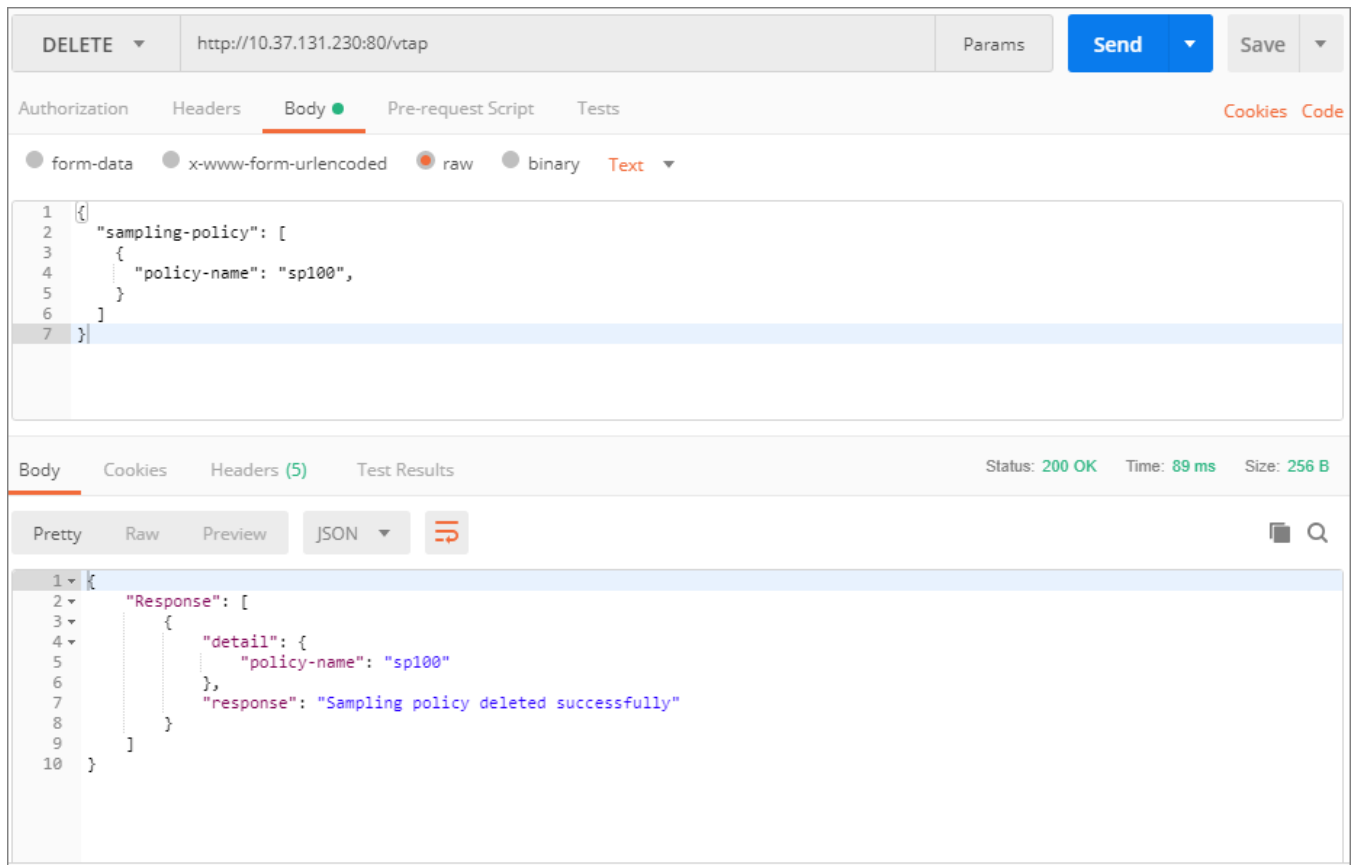 DELETE http://10.37.131.230:80/vtap Params Send Save
Authorization Headers Body Pre-request Script Tests Cookies Code
form-data x-www-form-urlencoded raw binary Text
1 {
2 "sampling-policy": [
3 {
4 "policy-name": "sp100",
5 }
6 ]
7 }
Body Cookies Headers (5) Test Results Status: 200 OK Time: 89 ms Size: 256 B
Pretty Raw Preview JSON
1 {
2 "Response": [
3 {
4 "detail": {
5 "policy-name": "sp100"
6 },
7 "response": "Sampling policy deleted successfully"
8 }
9 ]
10 }